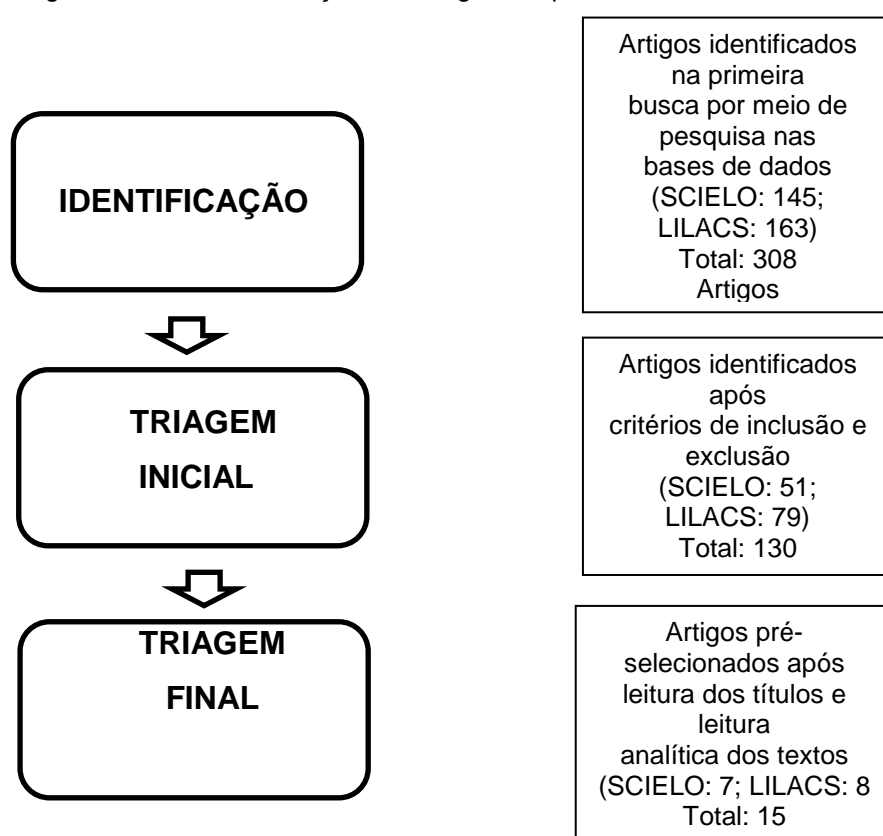 IDENTIFICAÇÃO
Artigos identificados
na primeira
busca por meio de
pesquisa nas
bases de dados
(SCIELO: 145;
LILACS: 163)
Total: 308
Artigos
TRIAGEM
INICIAL
Artigos identificados
após
critérios de inclusão e
exclusão
(SCIELO: 51;
LILACS: 79)
Total: 130
TRIAGEM
FINAL
Artigos pré-
selecionados após
leitura dos títulos e
leitura
analítica dos textos
(SCIELO: 7; LILACS: 8
Total: 15